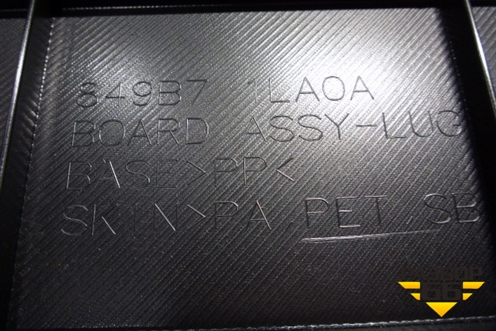 849B7 1LA0A
BOARD ASSY-LUG
BASE>PP<
SKIN>PA.PET.SB